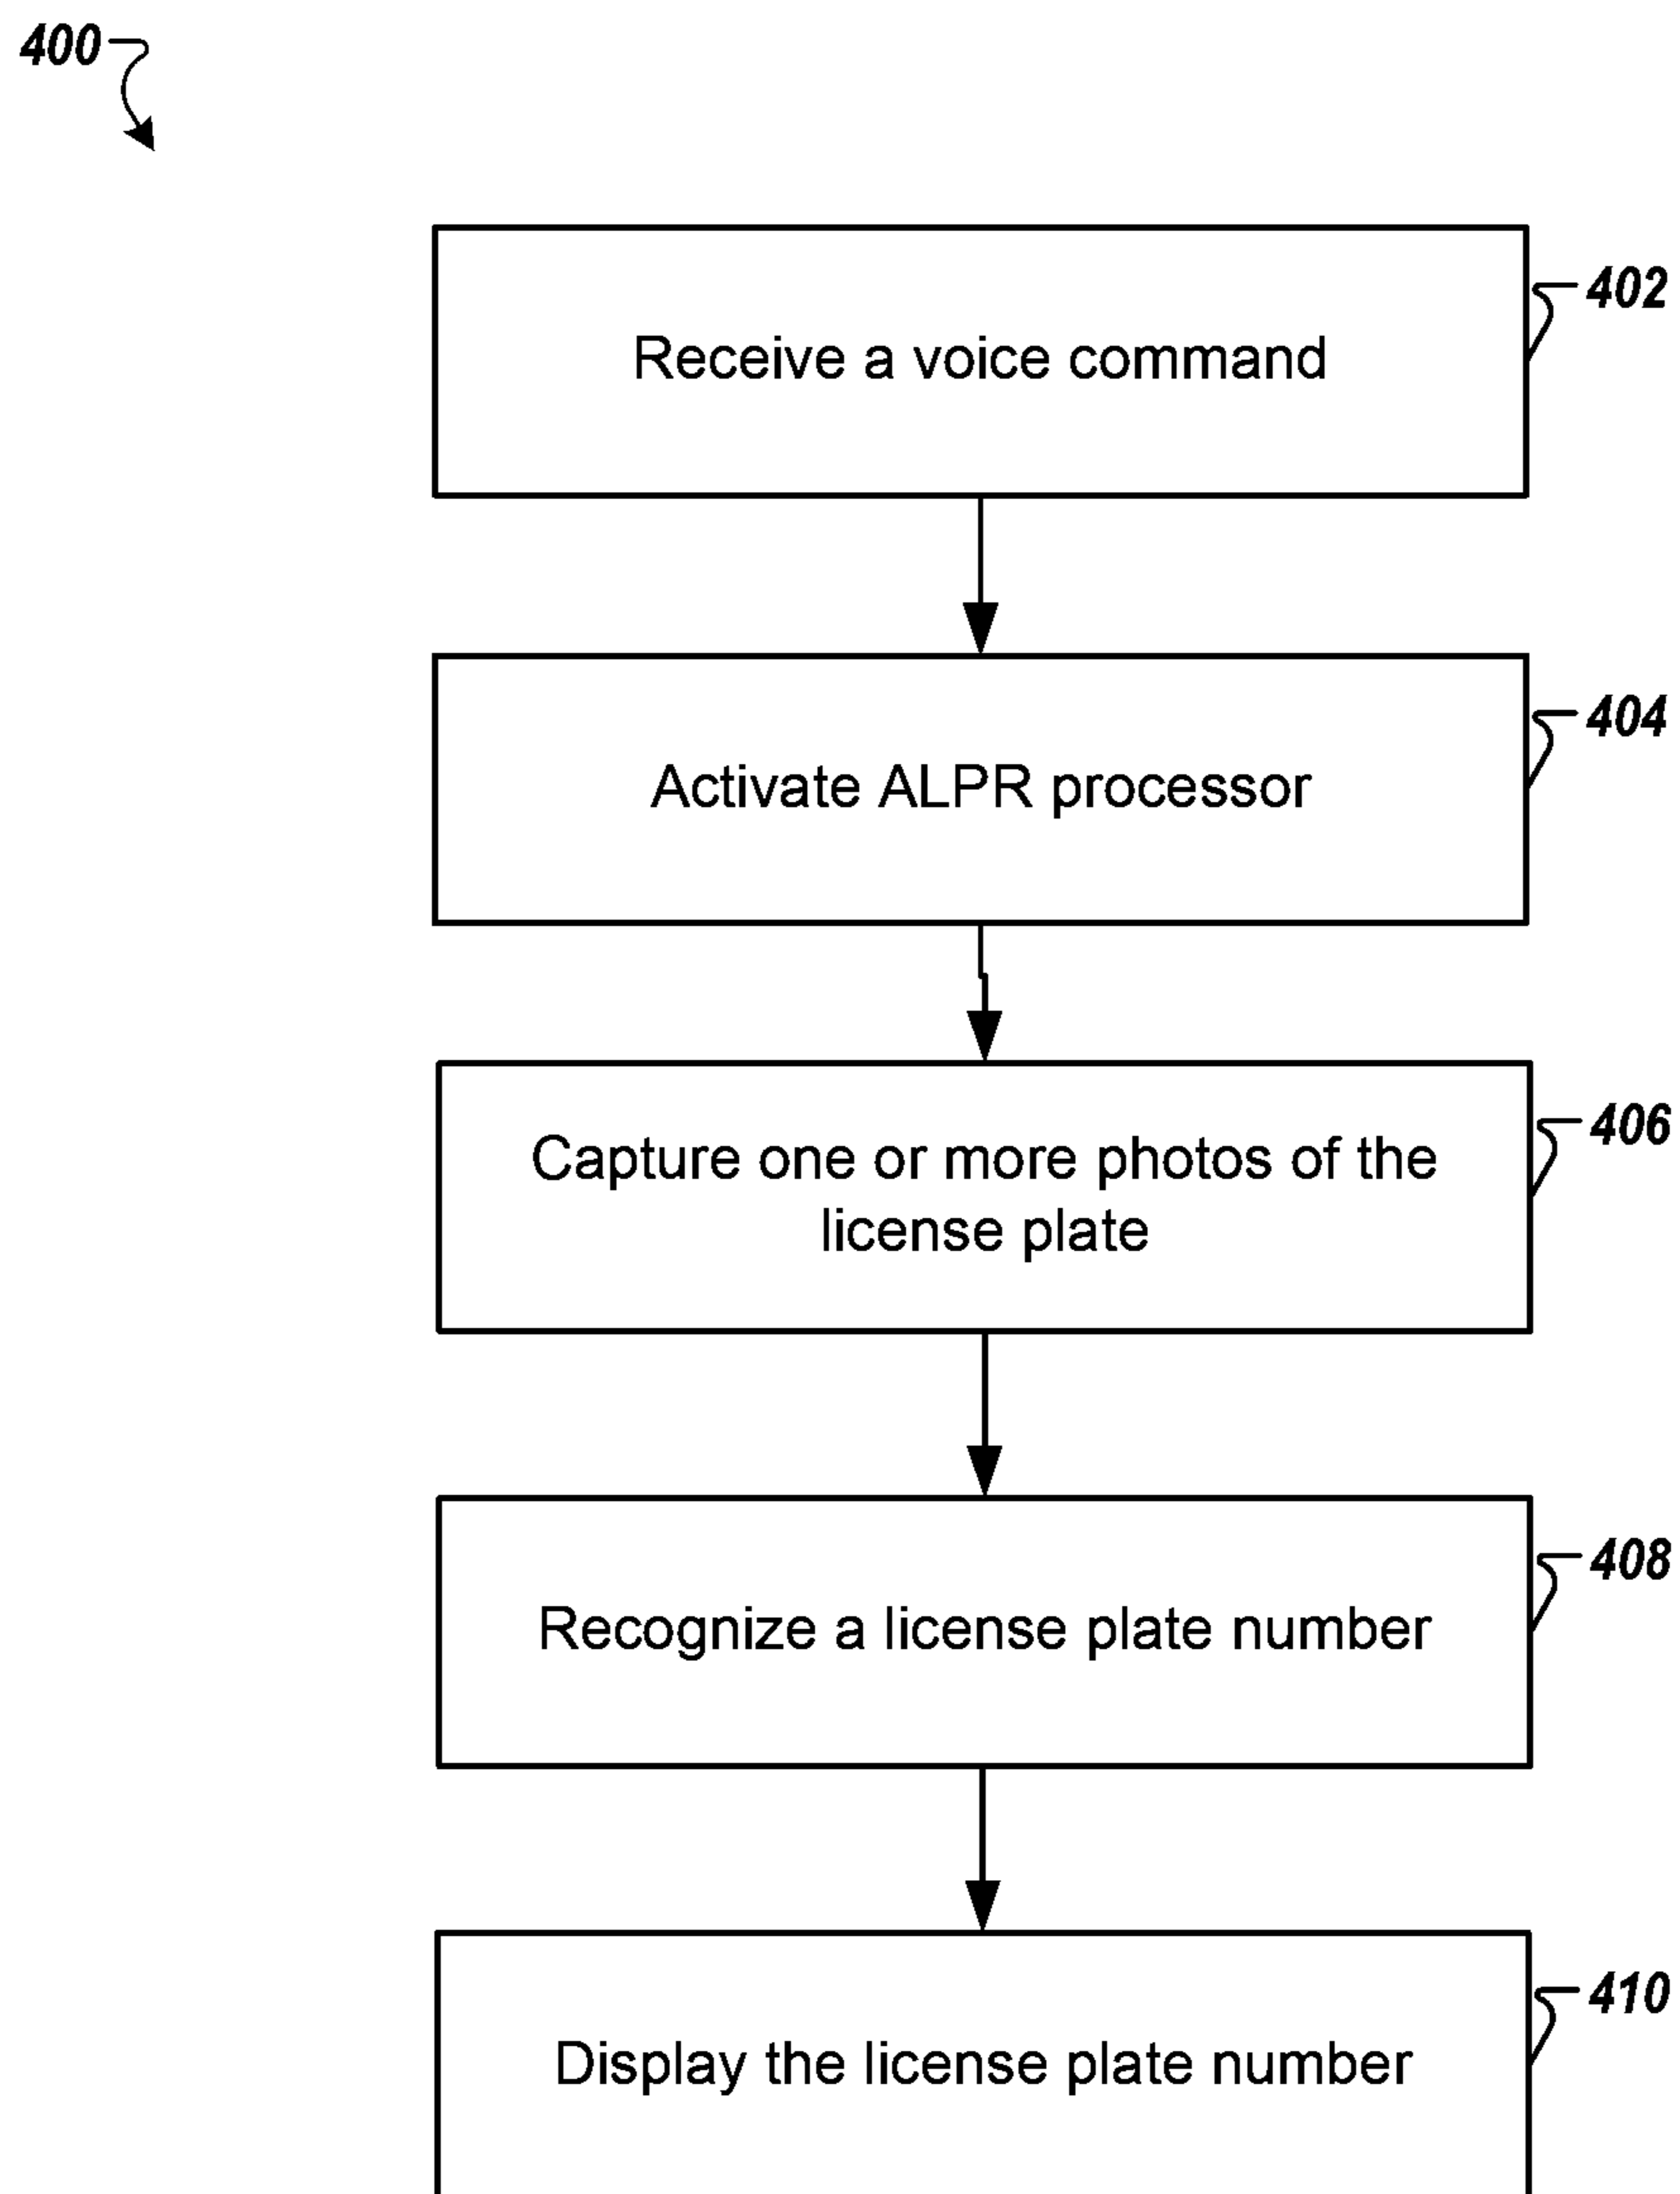 400
Receive a voice command
402
Activate ALPR processor
404
Capture one or more photos of the
license plate
406
Recognize a license plate number
408
Display the license plate number
410